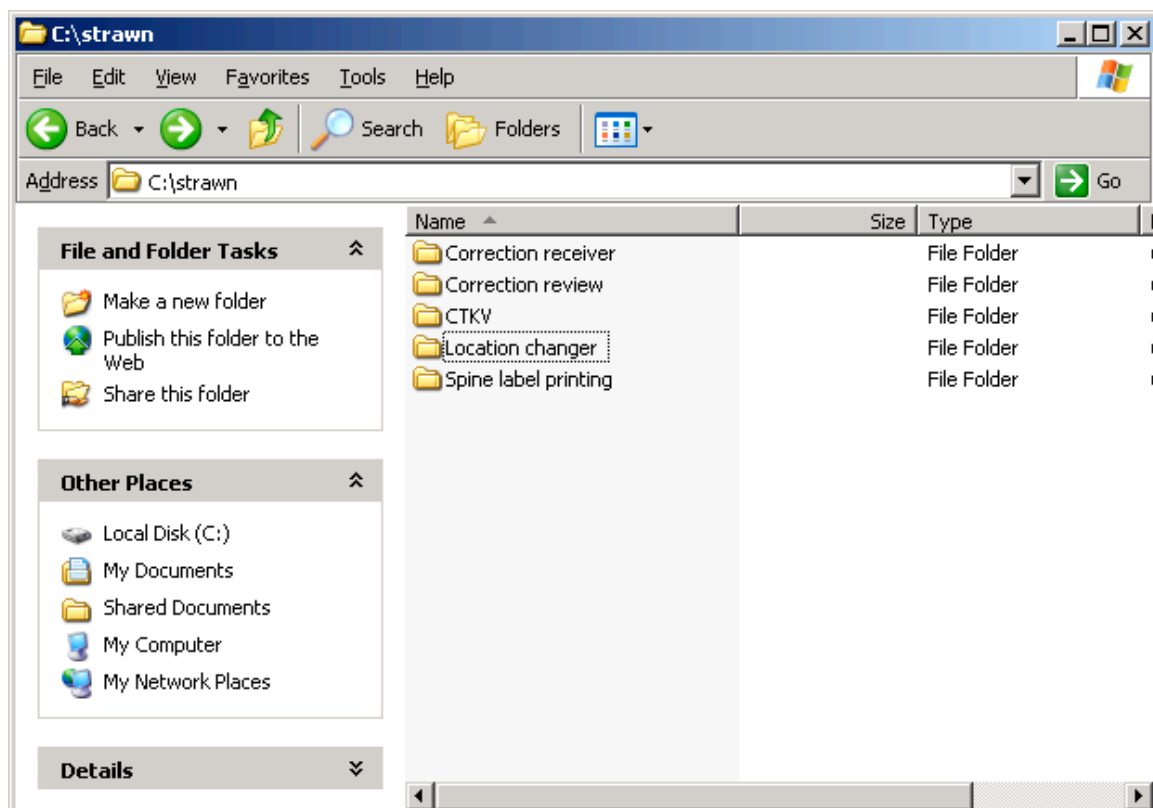 C:\strawn
File Edit View Favorites Tools Help
Back Search Folders
Address C:\strawn Go
File and Folder Tasks
Make a new folder
Publish this folder to the
Web
Share this folder
Other Places
Local Disk (C:)
My Documents
Shared Documents
My Computer
My Network Places
Details
Name Size Type
Correction receiver File Folder
Correction review File Folder
CTKV File Folder
Location changer File Folder
Spine label printing File Folder